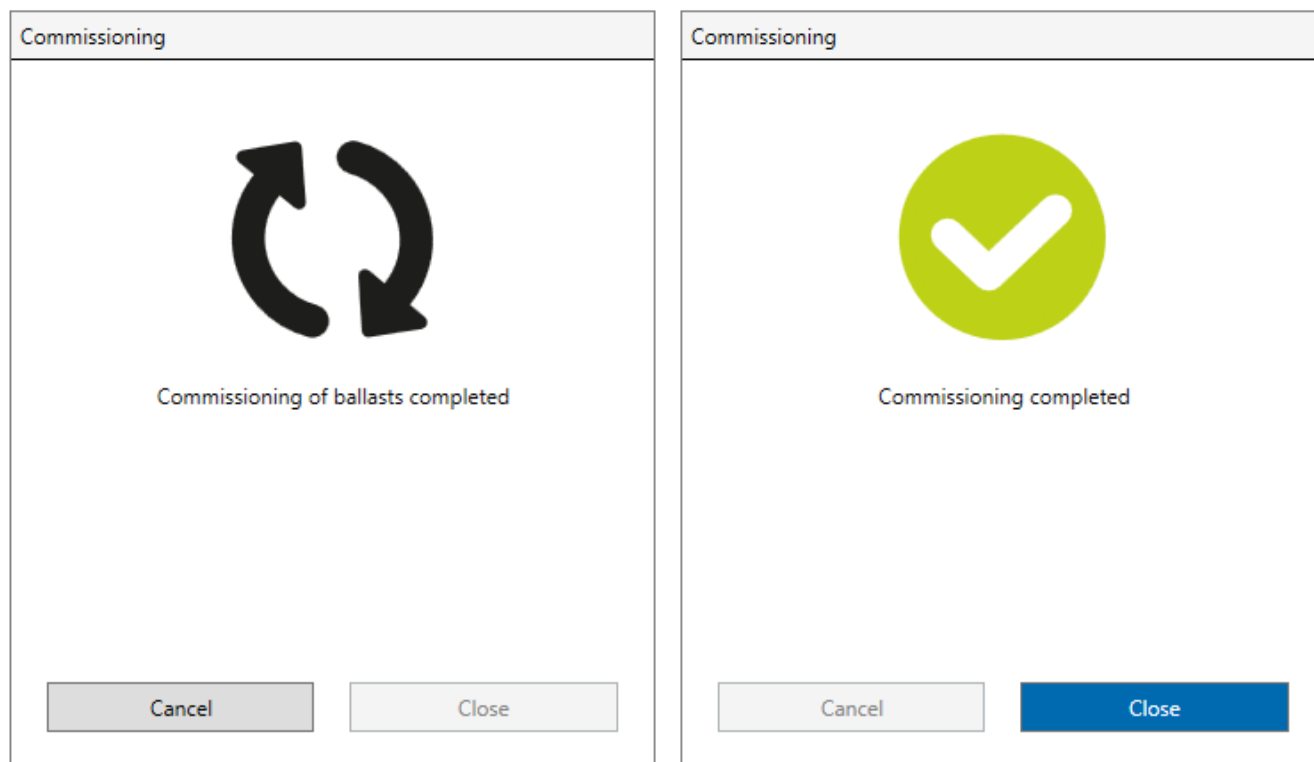 Commissioning
Commissioning of ballasts completed
Cancel
Close
Commissioning
Commissioning completed
Cancel
Close